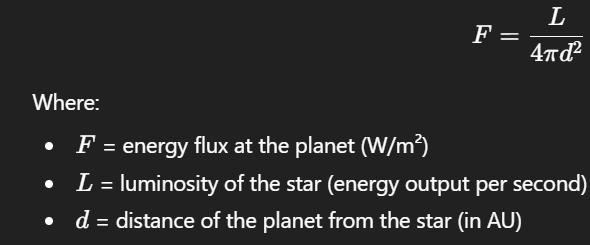 F = L / 4πd²
Where:
• F = energy flux at the planet (W/m²)
• L = luminosity of the star (energy output per second)
• d = distance of the planet from the star (in AU)